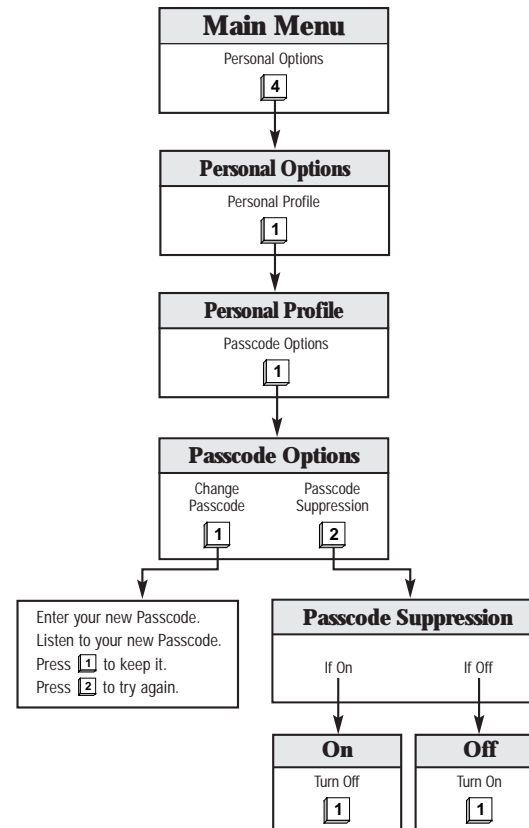 Main Menu
Personal Options
4
Personal Options
Personal Profile
1
Personal Profile
Passcode Options
1
Passcode Options
Change
Passcode
1
Passcode
Suppression
2
Enter your new Passcode.
Listen to your new Passcode.
Press 1 to keep it.
Press 2 to try again.
Passcode Suppression
If On
If Off
On
Turn Off
1
Off
Turn On
1